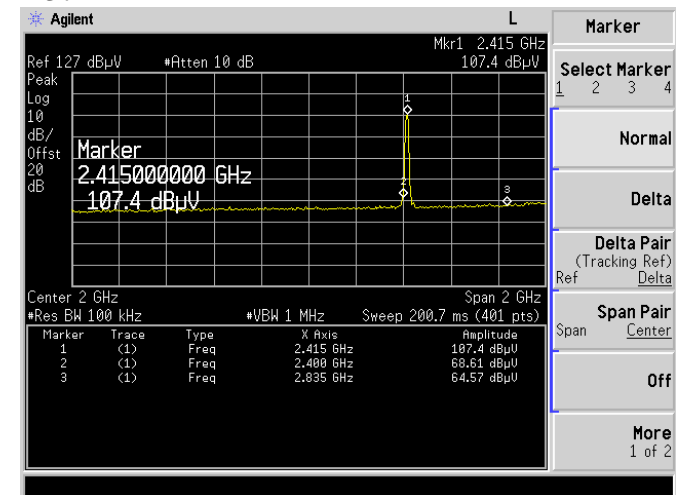 Agilent
L
Marker
Mkr1 2.415 GHz
Ref 127 dBµV #Atten 10 dB 107.4 dBµV
Peak
Log
10
dB/
Offst
20
dB
1
2
3
Marker
2.415000000 GHz
107.4 dBµV
Center 2 GHz Span 2 GHz
#Res BW 100 kHz #VBW 1 MHz Sweep 200.7 ms (401 pts)
Marker Trace Type X Axis Amplitude
1 (1) Freq 2.415 GHz 107.4 dBµV
2 (1) Freq 2.400 GHz 68.61 dBµV
3 (1) Freq 2.835 GHz 64.57 dBµV
Select Marker
1 2 3 4
Normal
Delta
Delta Pair
(Tracking Ref)
Ref Delta
Span Pair
Span Center
Off
More
1 of 2